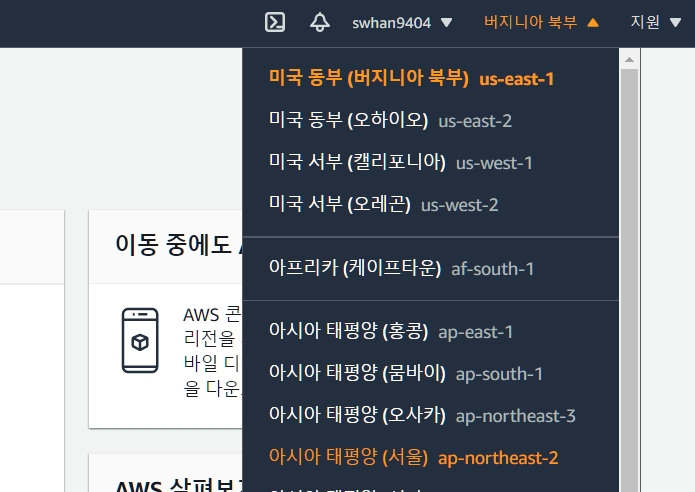 swhan9404 버지니아 북부 지원
미국 동부 (버지니아 북부) us-east-1
미국 동부 (오하이오) us-east-2
미국 서부 (캘리포니아) us-west-1
미국 서부 (오레곤) us-west-2
아프리카 (케이프타운) af-south-1
아시아 태평양 (홍콩) ap-east-1
아시아 태평양 (뭄바이) ap-south-1
아시아 태평양 (오사카) ap-northeast-3
아시아 태평양 (서울) ap-northeast-2
이동 중에도
AWS 콘
리전을
바일 디
을 다운
AWS 살펴보